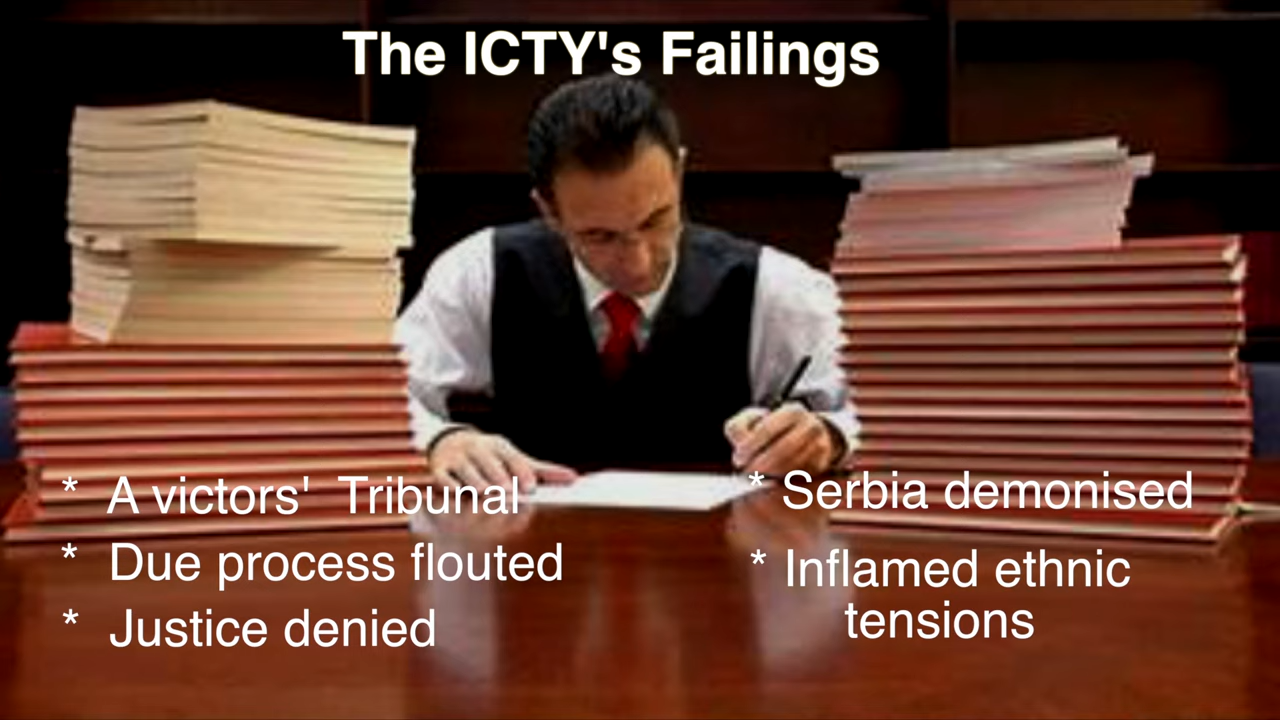 The ICTY's Failings
* A victors' Tribunal
* Due process flouted
* Justice denied
* Serbia demonised
* Inflamed ethnic
tensions